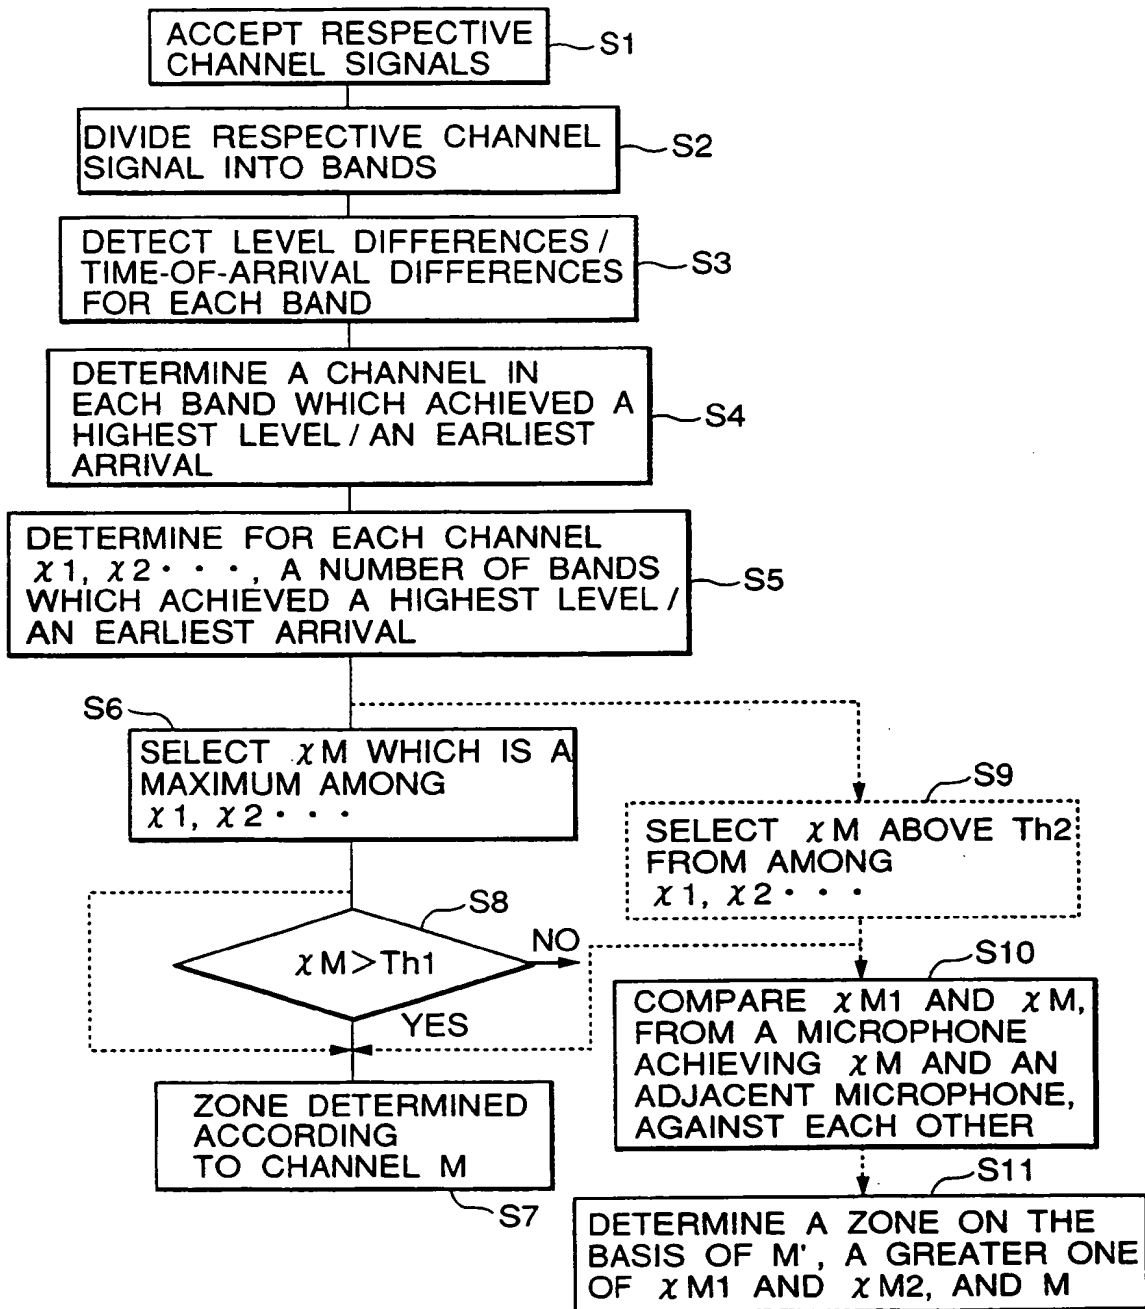 ACCEPT RESPECTIVE
CHANNEL SIGNALS
S1
DIVIDE RESPECTIVE CHANNEL
SIGNAL INTO BANDS
S2
DETECT LEVEL DIFFERENCES/
TIME-OF-ARRIVAL DIFFERENCES
FOR EACH BAND
S3
DETERMINE A CHANNEL IN
EACH BAND WHICH ACHIEVED A
HIGHEST LEVEL/AN EARLIEST
ARRIVAL
S4
DETERMINE FOR EACH CHANNEL
χ1, χ2・・・, A NUMBER OF BANDS
WHICH ACHIEVED A HIGHEST LEVEL/
AN EARLIEST ARRIVAL
S5
S6
SELECT χM WHICH IS A
MAXIMUM AMONG
χ1, χ2・・・
S9
SELECT χM ABOVE Th2
FROM AMONG
χ1, χ2・・・
S8
χM>Th1
NO
YES
S10
COMPARE χM1 AND χM,
FROM A MICROPHONE
ACHIEVING χM AND AN
ADJACENT MICROPHONE,
AGAINST EACH OTHER
ZONE DETERMINED
ACCORDING
TO CHANNEL M
S7
S11
DETERMINE A ZONE ON THE
BASIS OF M', A GREATER ONE
OF χM1 AND χM2, AND M